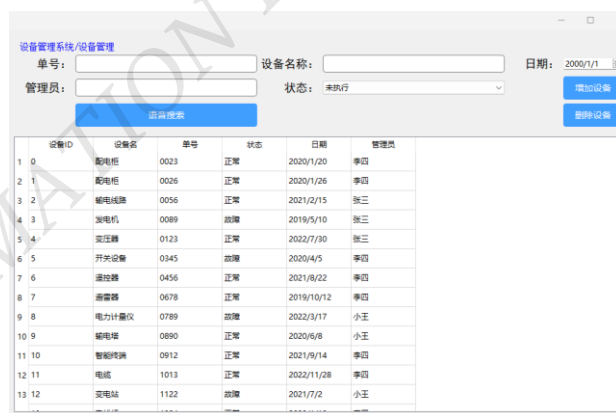 设备管理系统/设备管理
单号： 设备名称： 日期： 2000/1/1
管理员： 状态： 未执行 增加设备
语音搜索 删除设备
设备ID 设备名 单号 状态 日期 管理员
1 0 配电柜 0023 正常 2020/1/20 李四
2 1 配电柜 0026 正常 2020/1/26 李四
3 2 输电线路 0056 正常 2021/2/15 张三
4 3 发电机 0089 故障 2019/5/10 张三
5 4 变压器 0123 正常 2022/7/30 张三
6 5 开关设备 0345 故障 2020/4/5 李四
7 6 遥控器 0456 正常 2021/8/22 李四
8 7 避雷器 0678 正常 2019/10/12 李四
9 8 电力计量仪 0789 故障 2022/3/17 小王
10 9 输电塔 0890 正常 2020/6/8 小王
11 10 智能终端 0912 正常 2021/9/14 李四
12 11 电缆 1013 正常 2022/11/28 李四
13 12 变电站 1122 故障 2021/7/2 小王
MATION